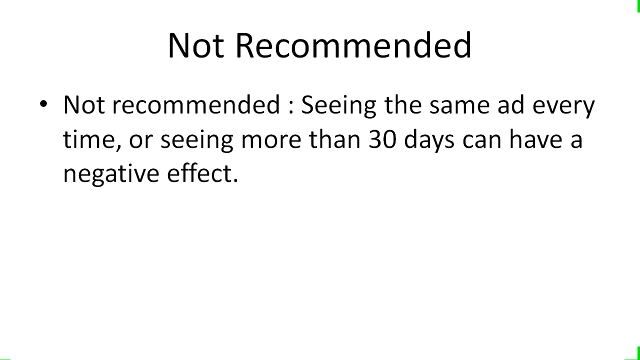 Not Recommended
• Not recommended : Seeing the same ad every
time, or seeing more than 30 days can have a
negative effect.